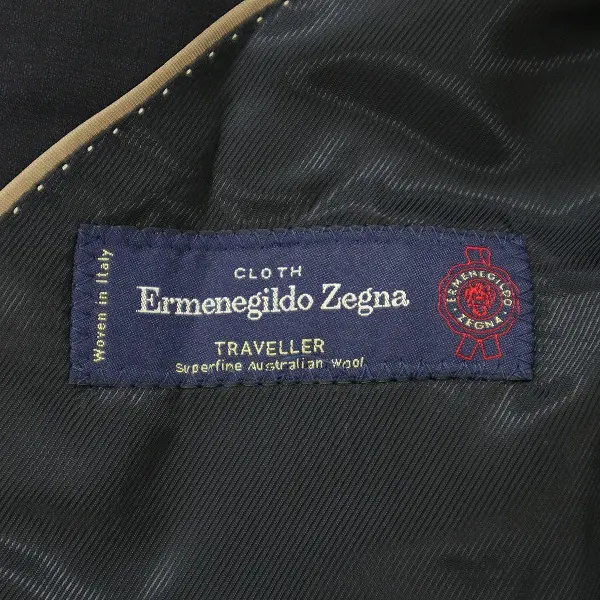 Woven in Italy
CLOTH
Ermenegildo Zegna
TRAVELLER
Superfine Australian Wool
ERMENEGILDO
ZEGNA